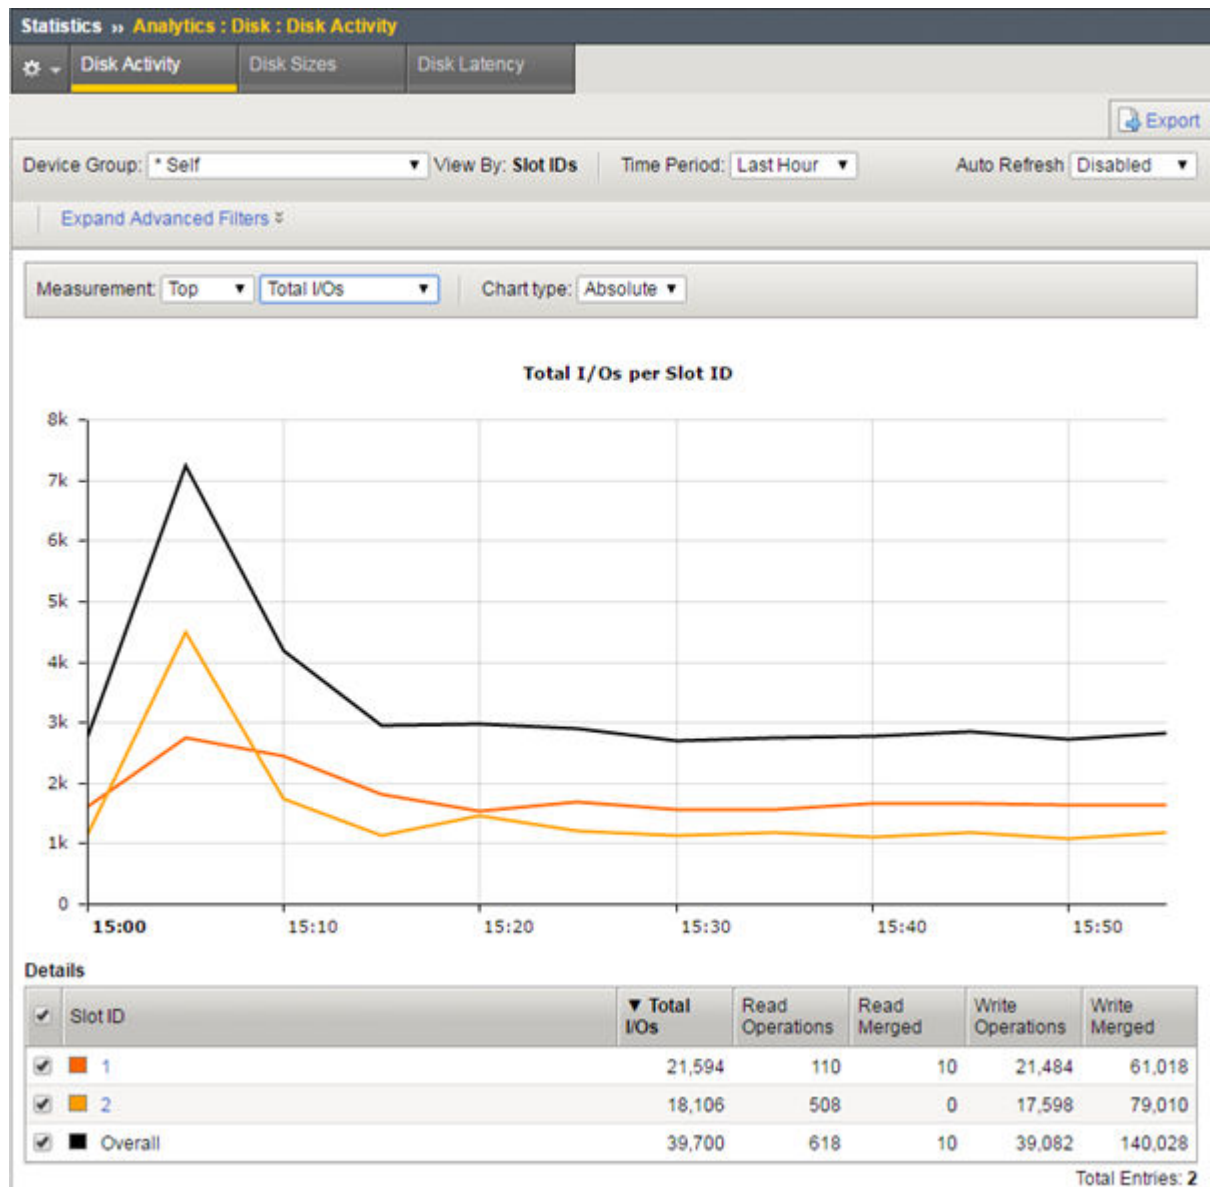 Statistics ›› Analytics : Disk : Disk Activity
Disk Activity Disk Sizes Disk Latency
Export
Device Group: * Self View By: Slot IDs Time Period: Last Hour Auto Refresh Disabled
Expand Advanced Filters
Measurement: Top Total I/Os Chart type: Absolute
Total I/Os per Slot ID
8k
7k
6k
5k
4k
3k
2k
1k
0
15:00 15:10 15:20 15:30 15:40 15:50
Details
Slot ID ▼ Total I/Os Read Operations Read Merged Write Operations Write Merged
1 21,594 110 10 21,484 61,018
2 18,106 508 0 17,598 79,010
Overall 39,700 618 10 39,082 140,028
Total Entries: 2